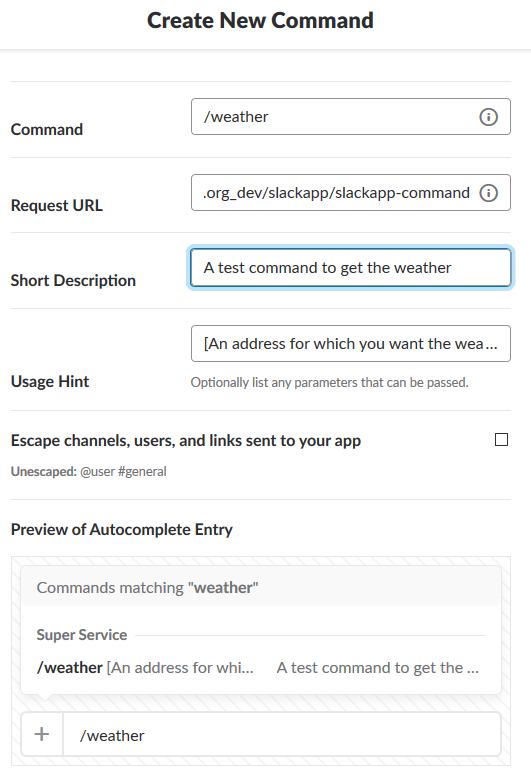 Create New Command
Command
/weather
Request URL
.org_dev/slackapp/slackapp-command
Short Description
A test command to get the weather
[An address for which you want the wea...
Usage Hint
Optionally list any parameters that can be passed.
Escape channels, users, and links sent to your app
Unescaped: @user #general
Preview of Autocomplete Entry
Commands matching "weather"
Super Service
/weather [An address for whi... A test command to get the ...
+ /weather